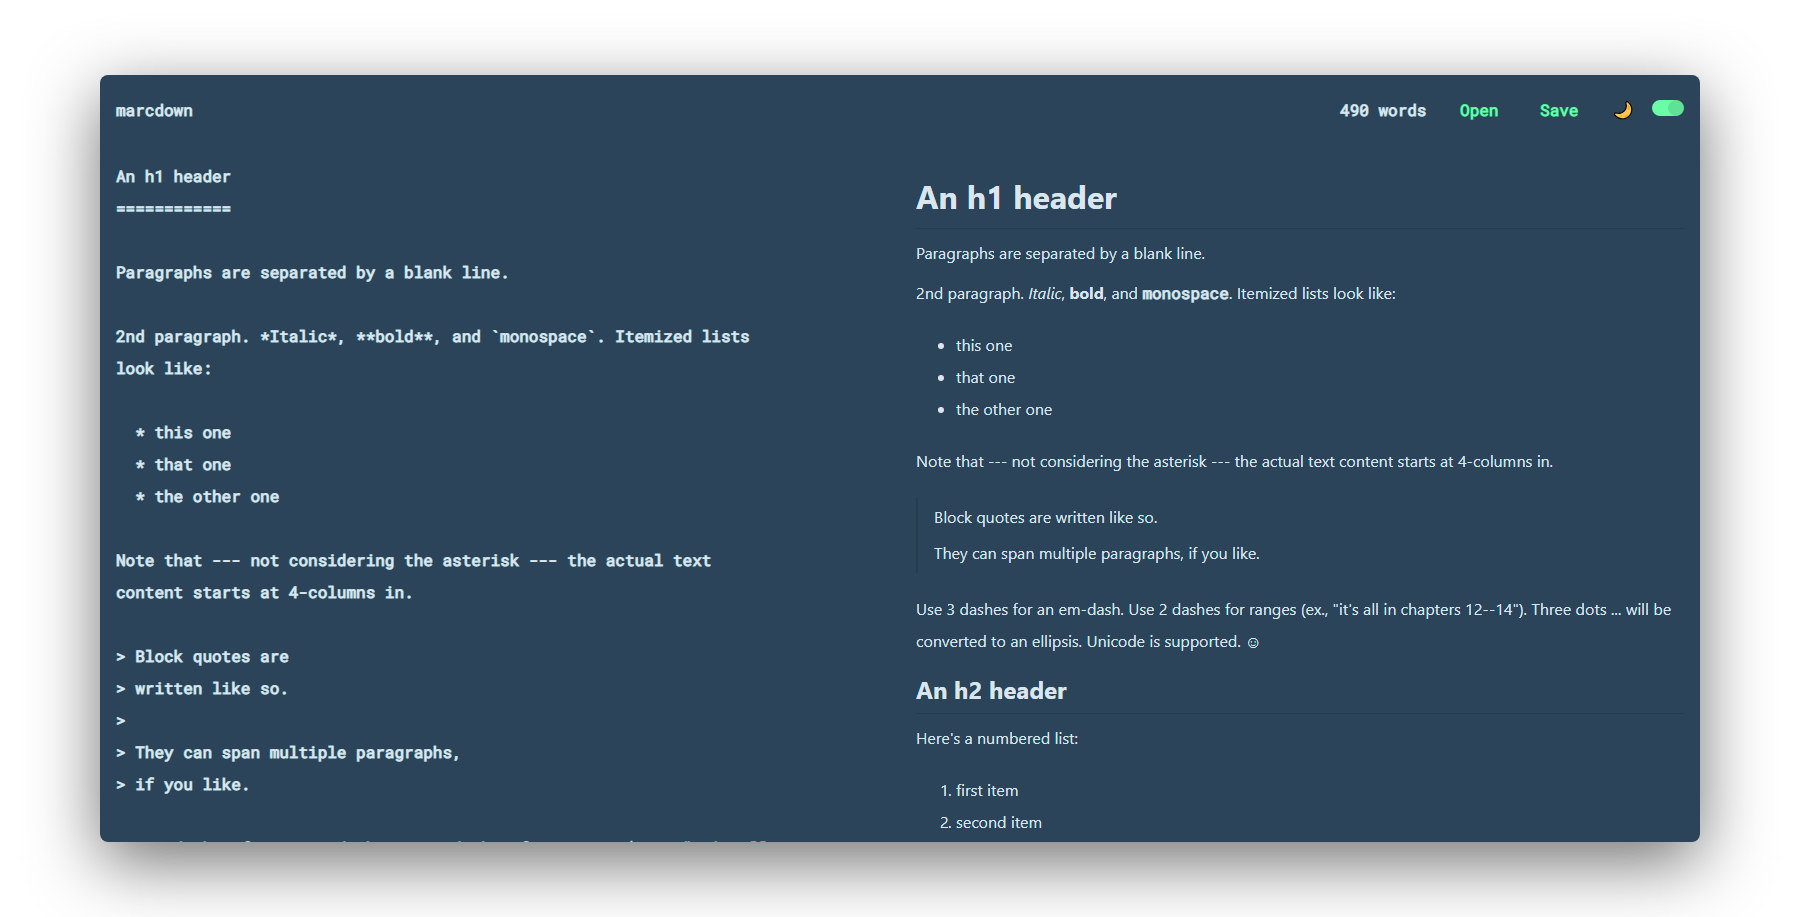 marcdown
490 words Open Save
An h1 header
============
Paragraphs are separated by a blank line.
2nd paragraph. *Italic*, **bold**, and `monospace`. Itemized lists
look like:
* this one
* that one
* the other one
Note that --- not considering the asterisk --- the actual text
content starts at 4-columns in.
> Block quotes are
> written like so.
>
> They can span multiple paragraphs,
> if you like.
An h1 header
Paragraphs are separated by a blank line.
2nd paragraph. Italic, bold, and monospace. Itemized lists look like:
• this one
• that one
• the other one
Note that --- not considering the asterisk --- the actual text content starts at 4-columns in.
Block quotes are written like so.
They can span multiple paragraphs, if you like.
Use 3 dashes for an em-dash. Use 2 dashes for ranges (ex., "it's all in chapters 12--14"). Three dots ... will be
converted to an ellipsis. Unicode is supported. ☺
An h2 header
Here's a numbered list:
1. first item
2. second item